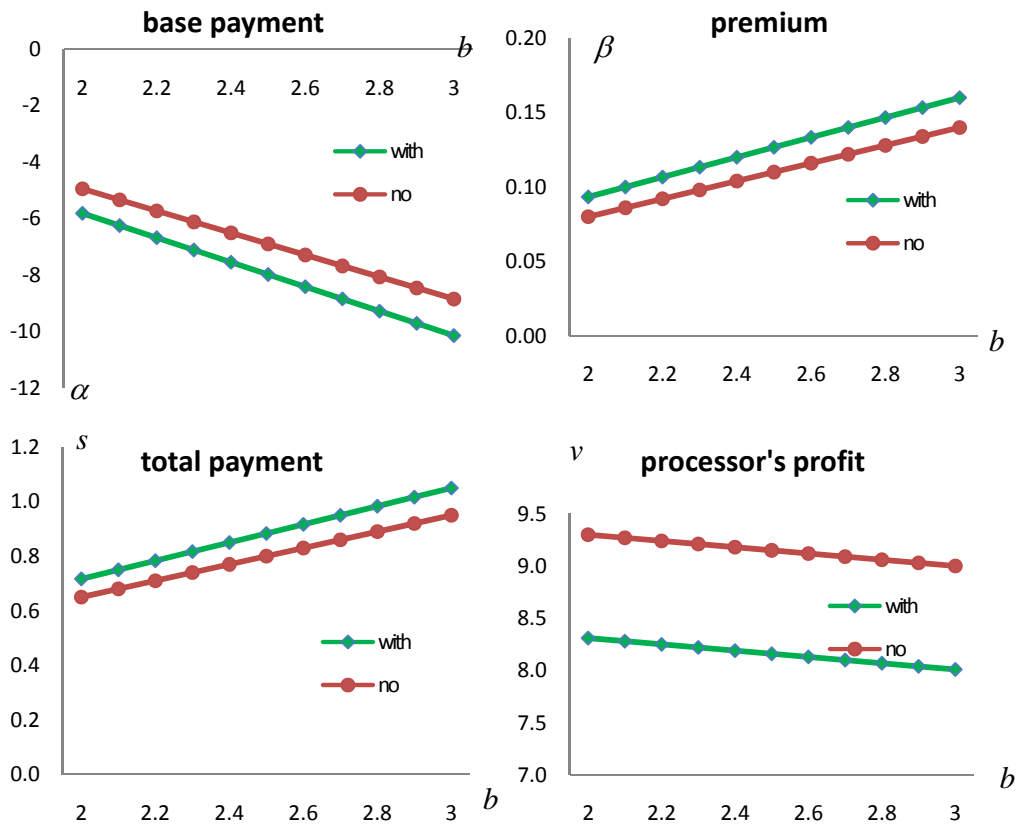 base payment
0
b
2 2.2 2.4 2.6 2.8 3
-2
-4
-6
-8
-10
-12
α
with
no
premium
0.20
β
0.15
0.10
0.05
0.00
b
2 2.2 2.4 2.6 2.8 3
with
no
s
total payment
1.2
1.0
0.8
0.6
0.4
0.2
0.0
with
no
2 2.2 2.4 2.6 2.8 3
b
v
processor's profit
9.5
9.0
8.5
8.0
7.5
7.0
with
no
b
2 2.2 2.4 2.6 2.8 3